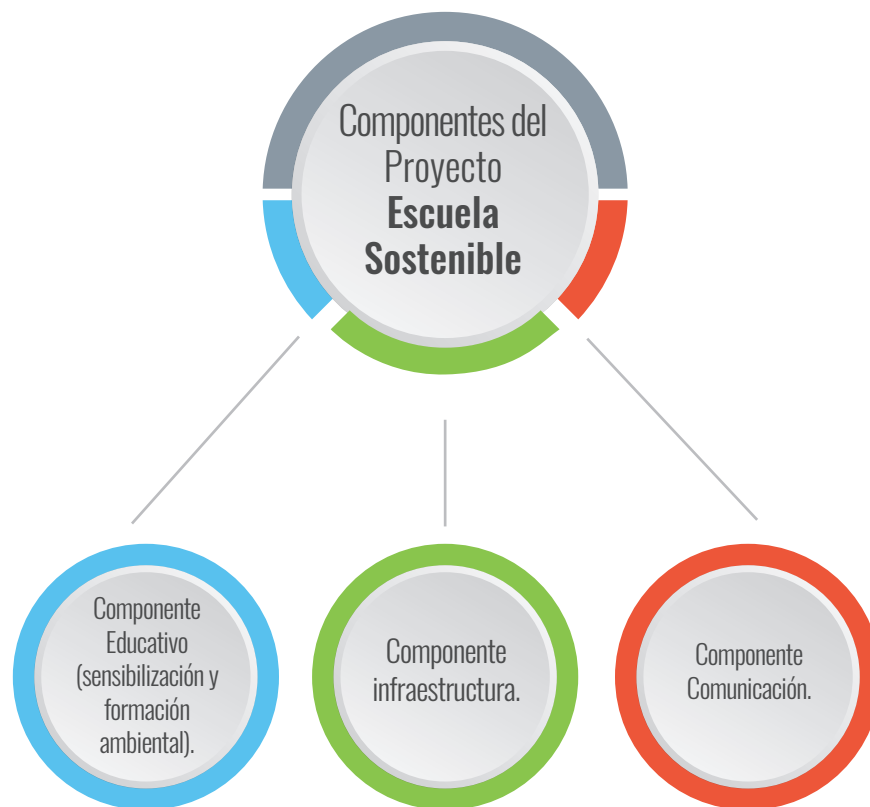 Componentes del
Proyecto
Escuela
Sostenible
Componente
Educativo
(sensibilización y
formación
ambiental).
Componente
infraestructura.
Componente
Comunicación.